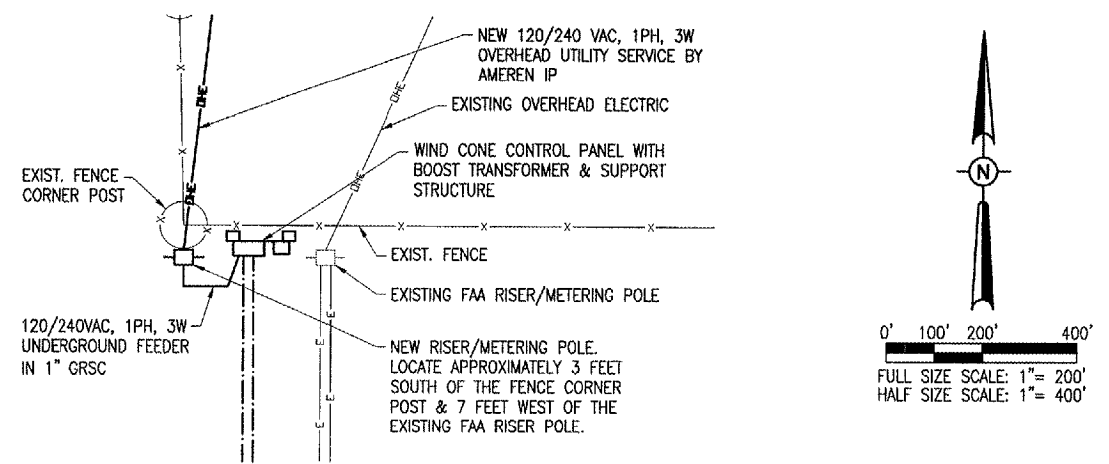 NEW 120/240 VAC, 1PH, 3W
OVERHEAD UTILITY SERVICE BY
AMEREN IP
OHE
OHE
EXISTING OVERHEAD ELECTRIC
WIND CONE CONTROL PANEL WITH
BOOST TRANSFORMER & SUPPORT
STRUCTURE
EXIST. FENCE
CORNER POST
OHE
OHE
X
X
X
X
X
X
X
X
X
X
EXIST. FENCE
EXISTING FAA RISER/METERING POLE
120/240VAC, 1PH, 3W
UNDERGROUND FEEDER
IN 1" GRSC
E
E
E
E
NEW RISER/METERING POLE.
LOCATE APPROXIMATELY 3 FEET
SOUTH OF THE FENCE CORNER
POST & 7 FEET WEST OF THE
EXISTING FAA RISER POLE.
N
0' 100' 200' 400'
FULL SIZE SCALE: 1"= 200'
HALF SIZE SCALE: 1"= 400'